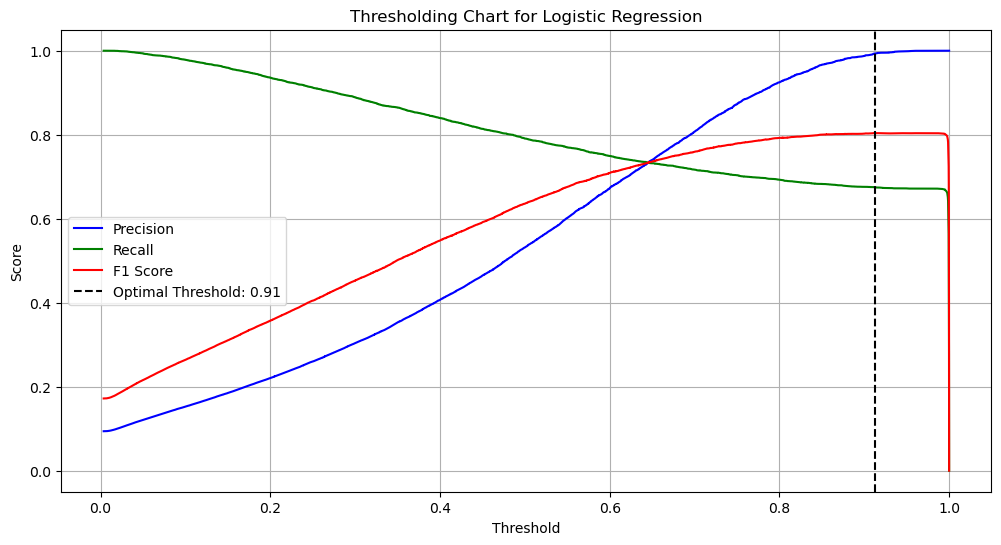 Thresholding Chart for Logistic Regression
1.0
0.8
0.6
0.4
0.2
0.0
Score
Precision
Recall
F1 Score
Optimal Threshold: 0.91
0.0 0.2 0.4 0.6 0.8 1.0
Threshold